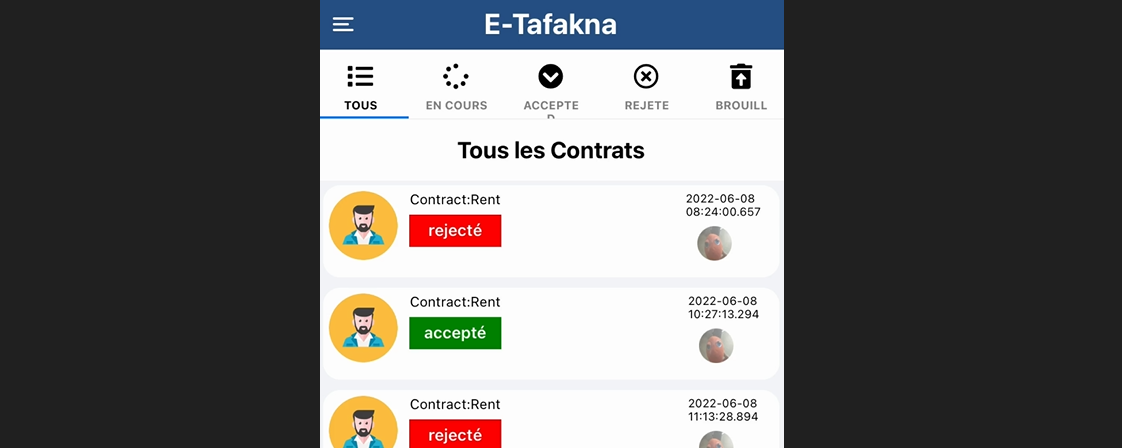 E-Tafakna
TOUS
EN COURS
ACCEPTE
D
REJETE
BROUILL
Tous les Contrats
Contract:Rent
rejecté
2022-06-08
08:24:00.657
Contract:Rent
accepté
2022-06-08
10:27:13.294
Contract:Rent
rejecté
2022-06-08
11:13:28.894